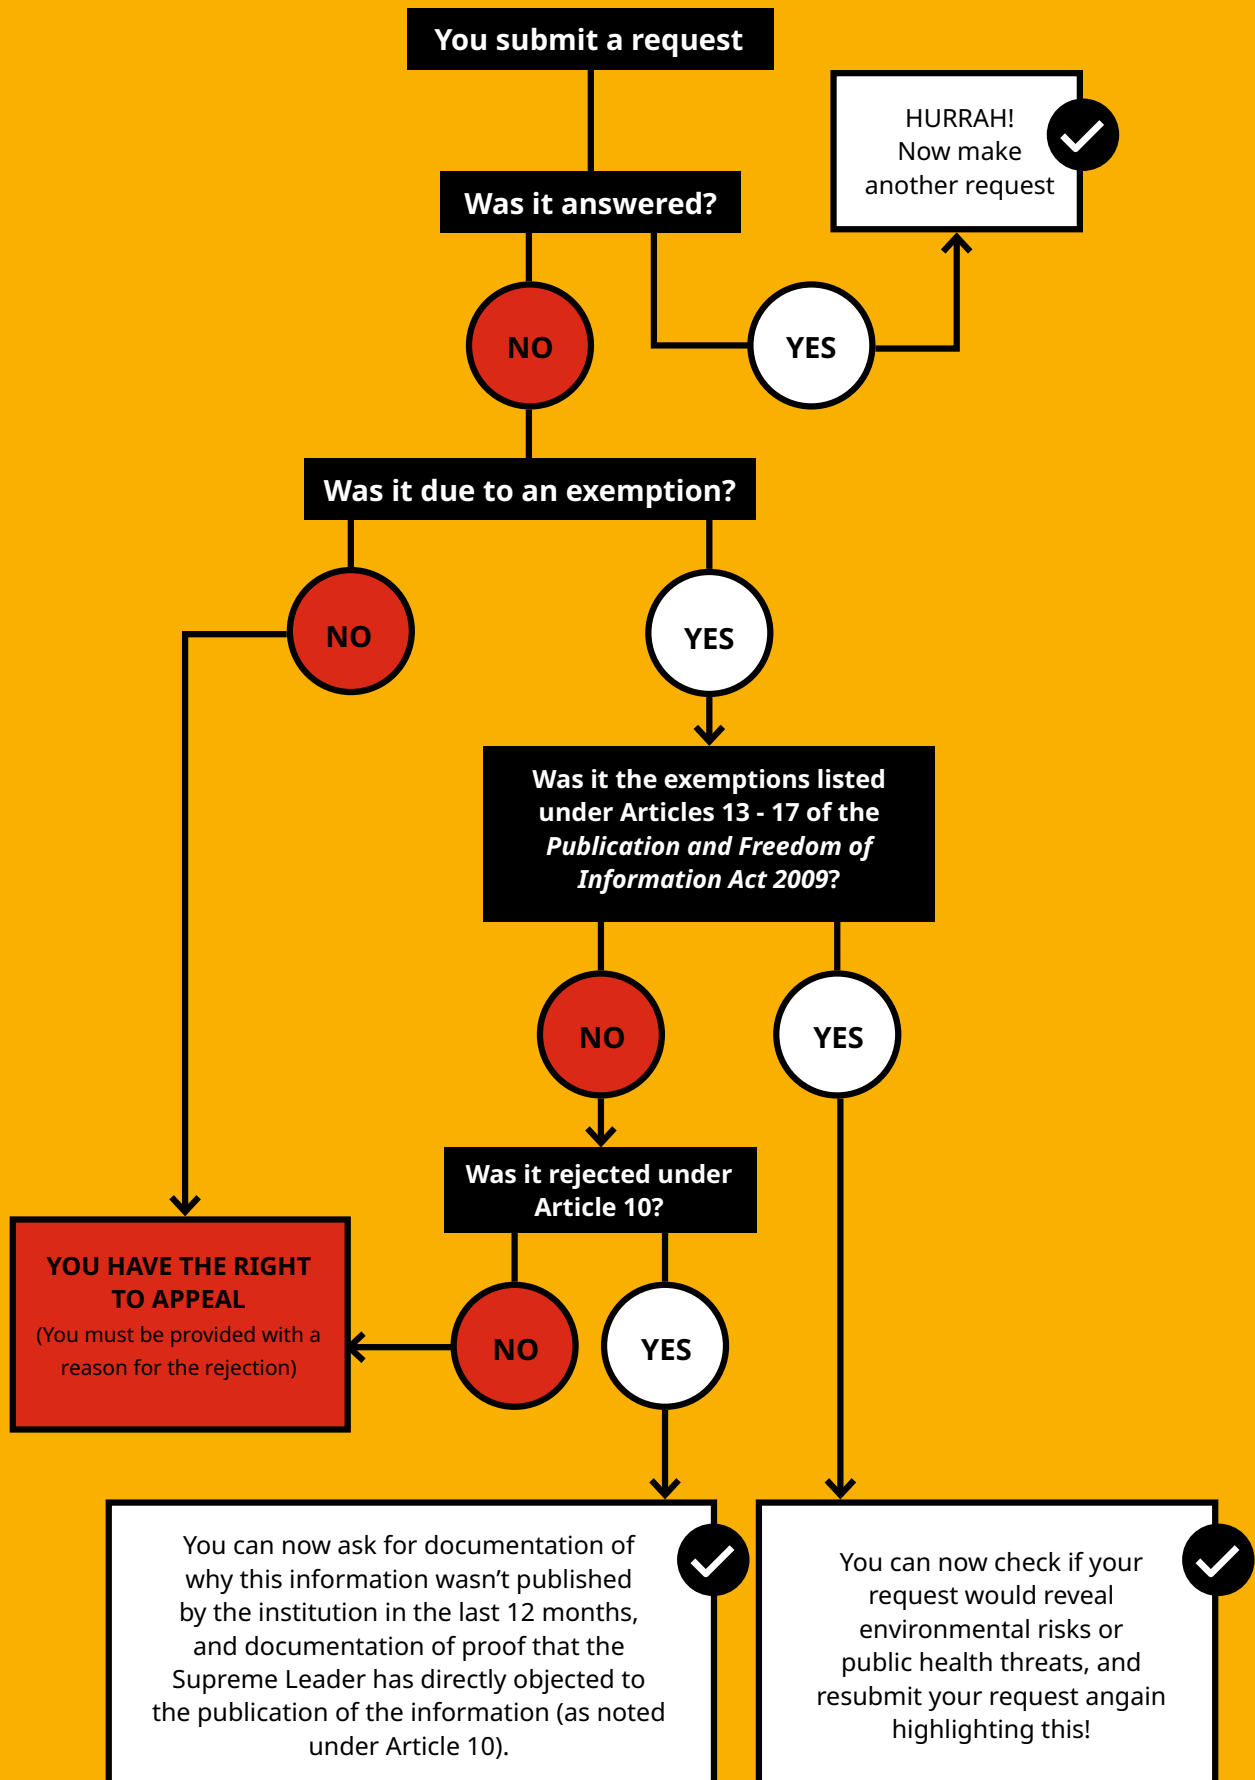 You submit a request
HURRAH!
Now make
another request
Was it answered?
NO
YES
Was it due to an exemption?
NO
YES
Was it the exemptions listed
under Articles 13 - 17 of the
Publication and Freedom of
Information Act 2009?
NO
YES
Was it rejected under
Article 10?
YOU HAVE THE RIGHT
TO APPEAL
(You must be provided with a
reason for the rejection)
NO
YES
You can now ask for documentation of
why this information wasn’t published
by the institution in the last 12 months,
and documentation of proof that the
Supreme Leader has directly objected to
the publication of the information (as noted
under Article 10).
You can now check if your
request would reveal
environmental risks or
public health threats, and
resubmit your request angain
highlighting this!